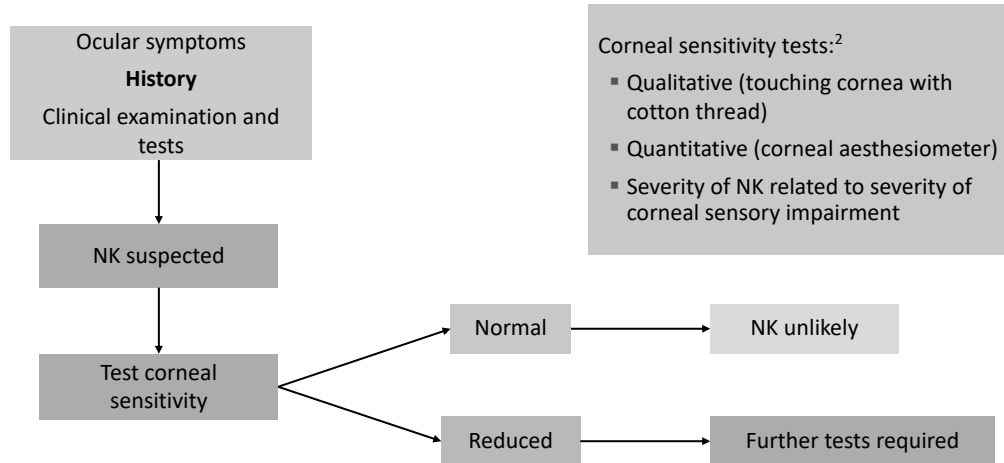 Ocular symptoms
History
Clinical examination and
tests
NK suspected
Test corneal
sensitivity
Normal
NK unlikely
Reduced
Further tests required
Corneal sensitivity tests:2
▪ Qualitative (touching cornea with
cotton thread)
▪ Quantitative (corneal aesthesiometer)
▪ Severity of NK related to severity of
corneal sensory impairment